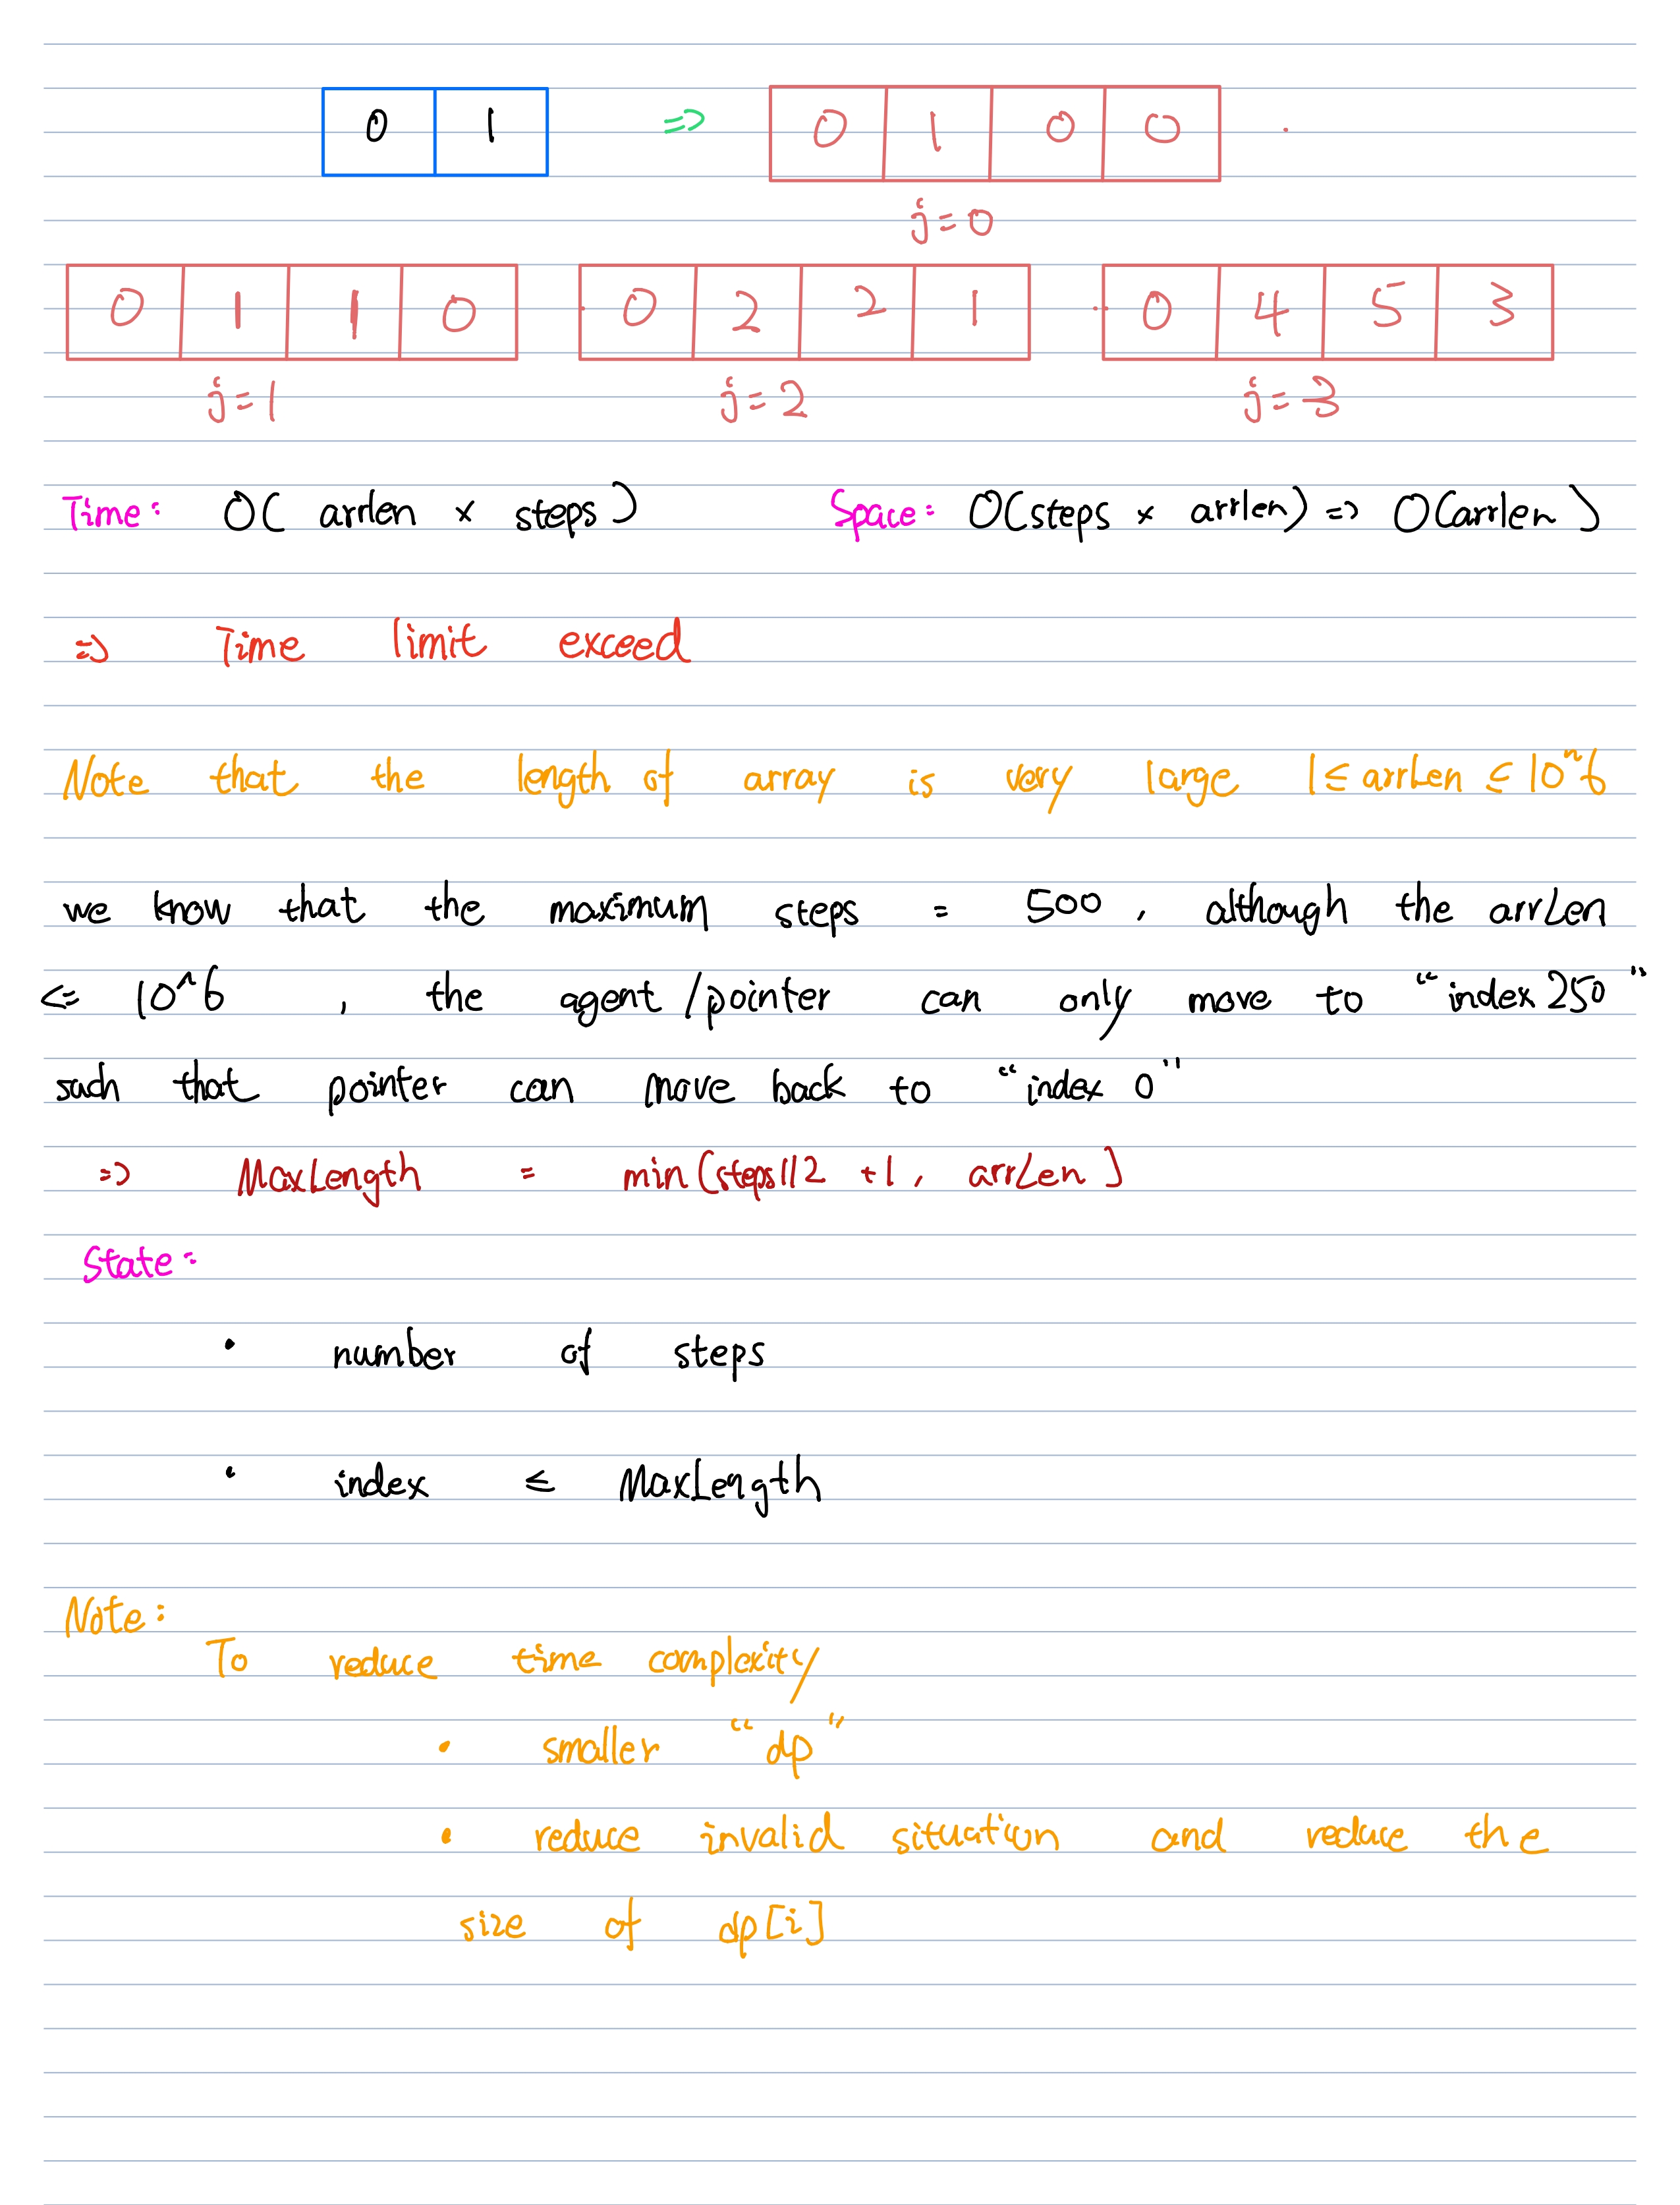 0 1 => 0 1 0 0 .
j=0
0 1 1 0 0 2 2 1 0 4 5 3
j=1 j=2 j=3
Time: O( arrlen x steps ) Space: O(steps x arrlen) => O(arrlen )
=> Time limit exceed
Note that the length of array is very large 1 ≤ arrLen ≤ 10^6
we know that the maximum steps = 500 , although the arrLen
<= 10^6 , the agent / pointer can only move to "index 250"
such that pointer can move back to "index 0"
=> MaxLength = min(steps//2 +1 , arrLen )
State:
• number of steps
• index ≤ MaxLength
Note:
To reduce time complexity
• smaller "dp"
• reduce invalid situation and reduce the
size of dp[i]